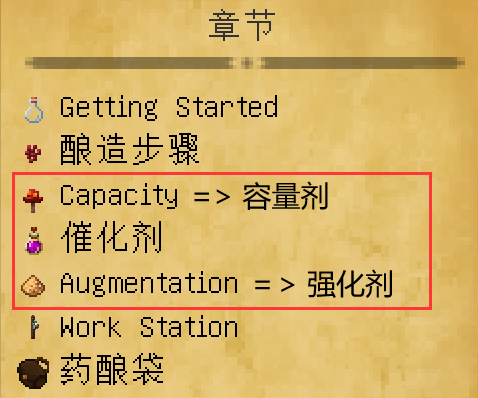 章节
Getting Started
酿造步骤
Capacity => 容量剂
催化剂
Augmentation => 强化剂
Work Station
药酿袋